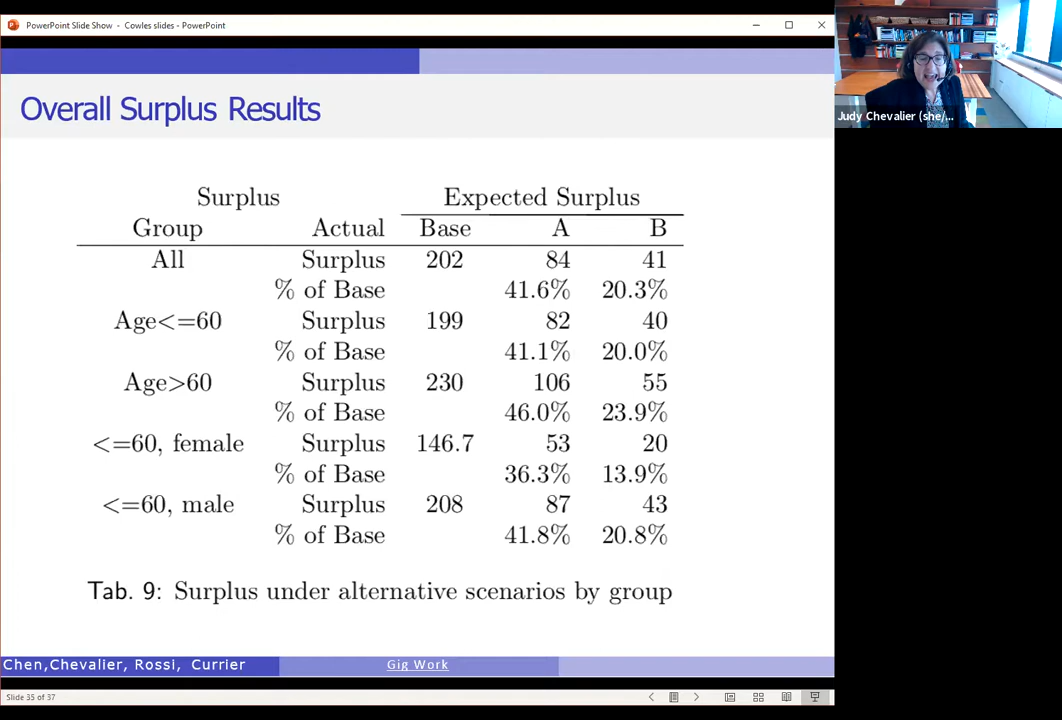 PowerPoint Slide Show - Cowles slides - PowerPoint
Judy Chevalier (she/...
Overall Surplus Results
Surplus Expected Surplus
Group Actual Base A B
All Surplus 202 84 41
% of Base 41.6% 20.3%
Age<=60 Surplus 199 82 40
% of Base 41.1% 20.0%
Age>60 Surplus 230 106 55
% of Base 46.0% 23.9%
<=60, female Surplus 146.7 53 20
% of Base 36.3% 13.9%
<=60, male Surplus 208 87 43
% of Base 41.8% 20.8%
Tab. 9: Surplus under alternative scenarios by group
Chen,Chevalier, Rossi, Currier Gig Work
Slide 35 of 37